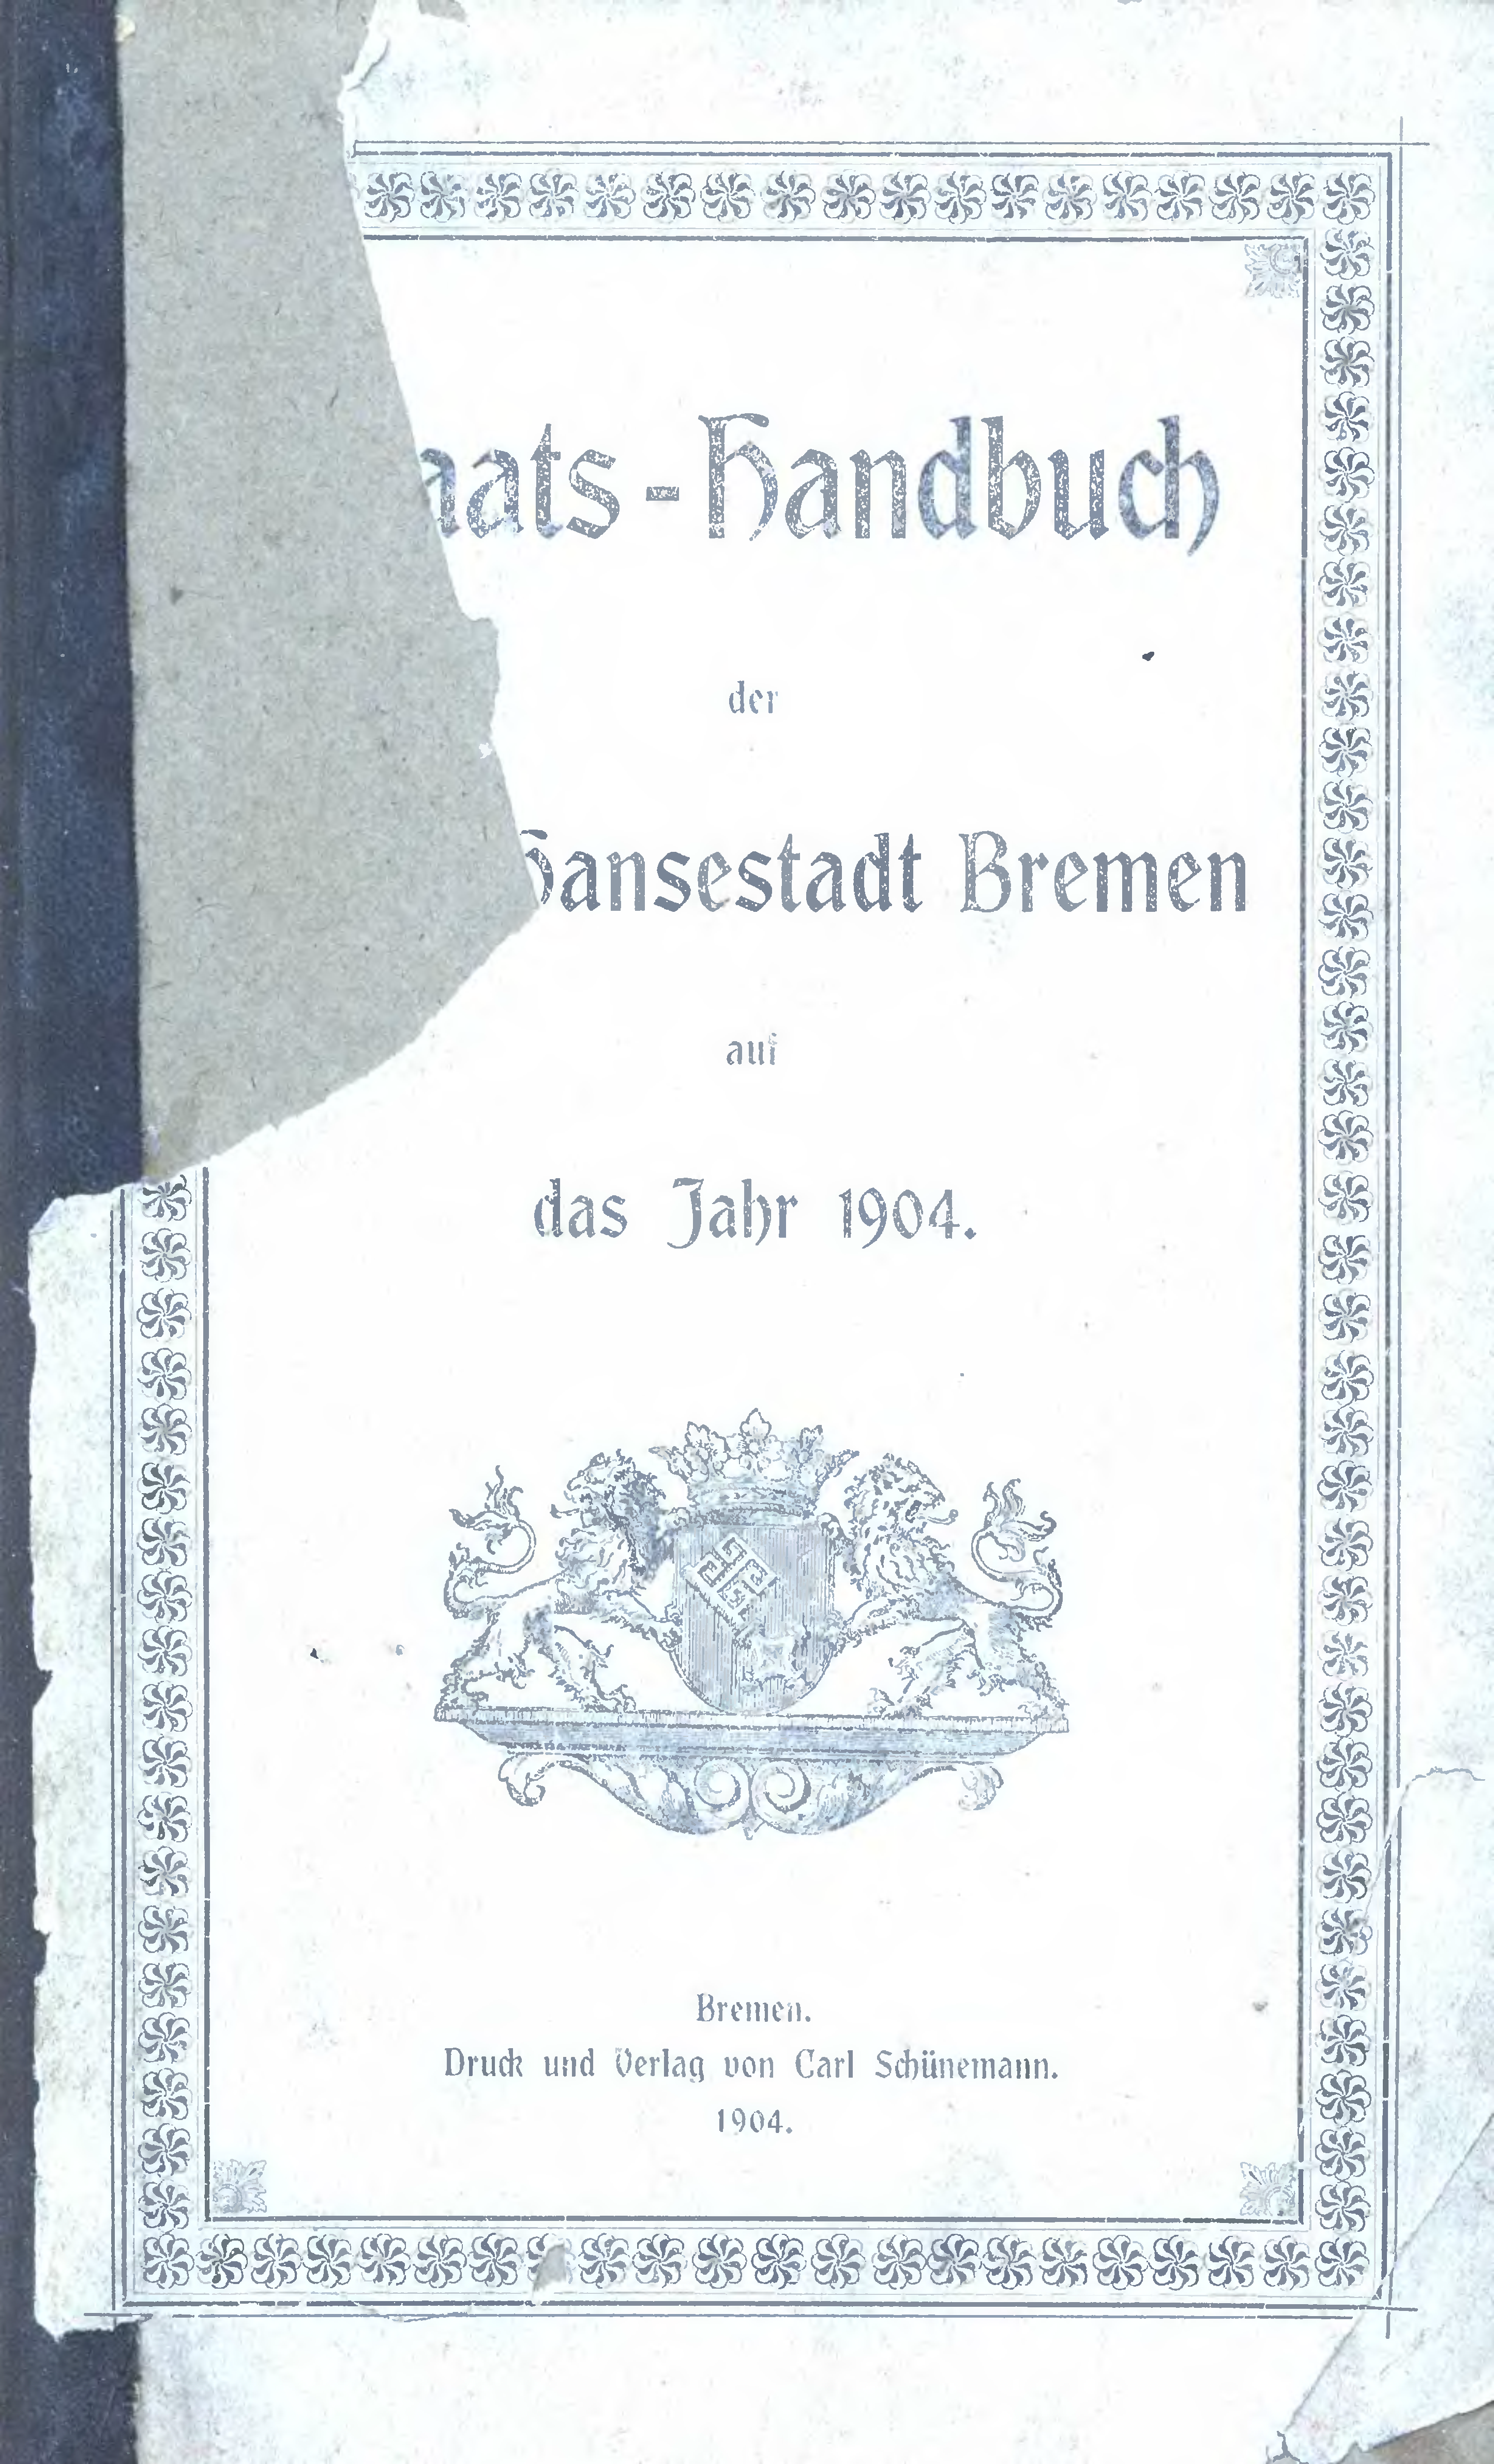 aats-Handbuch
der
Hansestadt Bremen
auf
das Jahr 1904.
Bremen.
Druck und Verlag von Carl Schünemann.
1904.